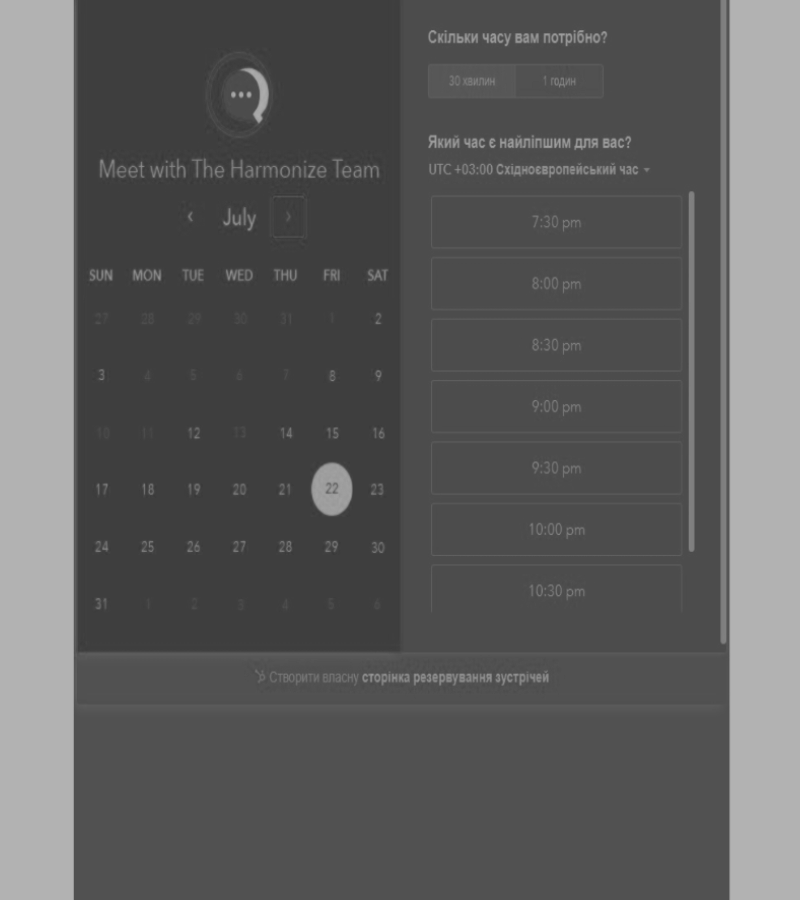 Meet with The Harmonize Team
‹ July ›
SUN MON TUE WED THU FRI SAT
27 28 29 30 31 1 2
3 4 5 6 7 8 9
10 11 12 13 14 15 16
17 18 19 20 21 22 23
24 25 26 27 28 29 30
31 1 2 3 4 5 6
Скільки часу вам потрібно?
30 хвилин 1 годин
Який час є найліпшим для вас?
UTC +03:00 Східноєвропейський час
7:30 pm
8:00 pm
8:30 pm
9:00 pm
9:30 pm
10:00 pm
10:30 pm
Створити власну сторінка резервування зустрічей